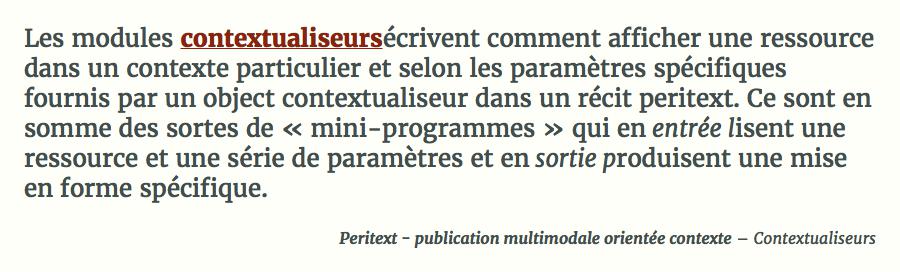 Les modules contextualiseursécrivent comment afficher une ressource
dans un contexte particulier et selon les paramètres spécifiques
fournis par un object contextualiseur dans un récit peritext. Ce sont en
somme des sortes de « mini-programmes » qui en entrée lisent une
ressource et une série de paramètres et en sortie produisent une mise
en forme spécifique.
Peritext - publication multimodale orientée contexte – Contextualiseurs